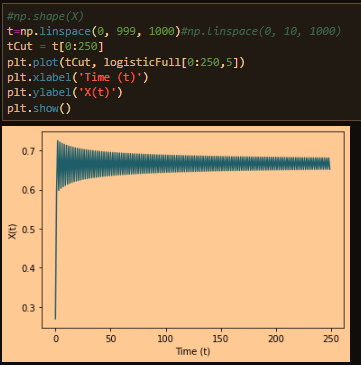 #np.shape(X)
t=np.linspace(0, 999, 1000)#np.linspace(0, 10, 1000)
tCut = t[0:250]
plt.plot(tCut, logisticFull[0:250,5])
plt.xlabel('Time (t)')
plt.ylabel('X(t)')
plt.show()
0.7
0.6
0.5
0.4
0.3
X(t)
0 50 100 150 200 250
Time (t)